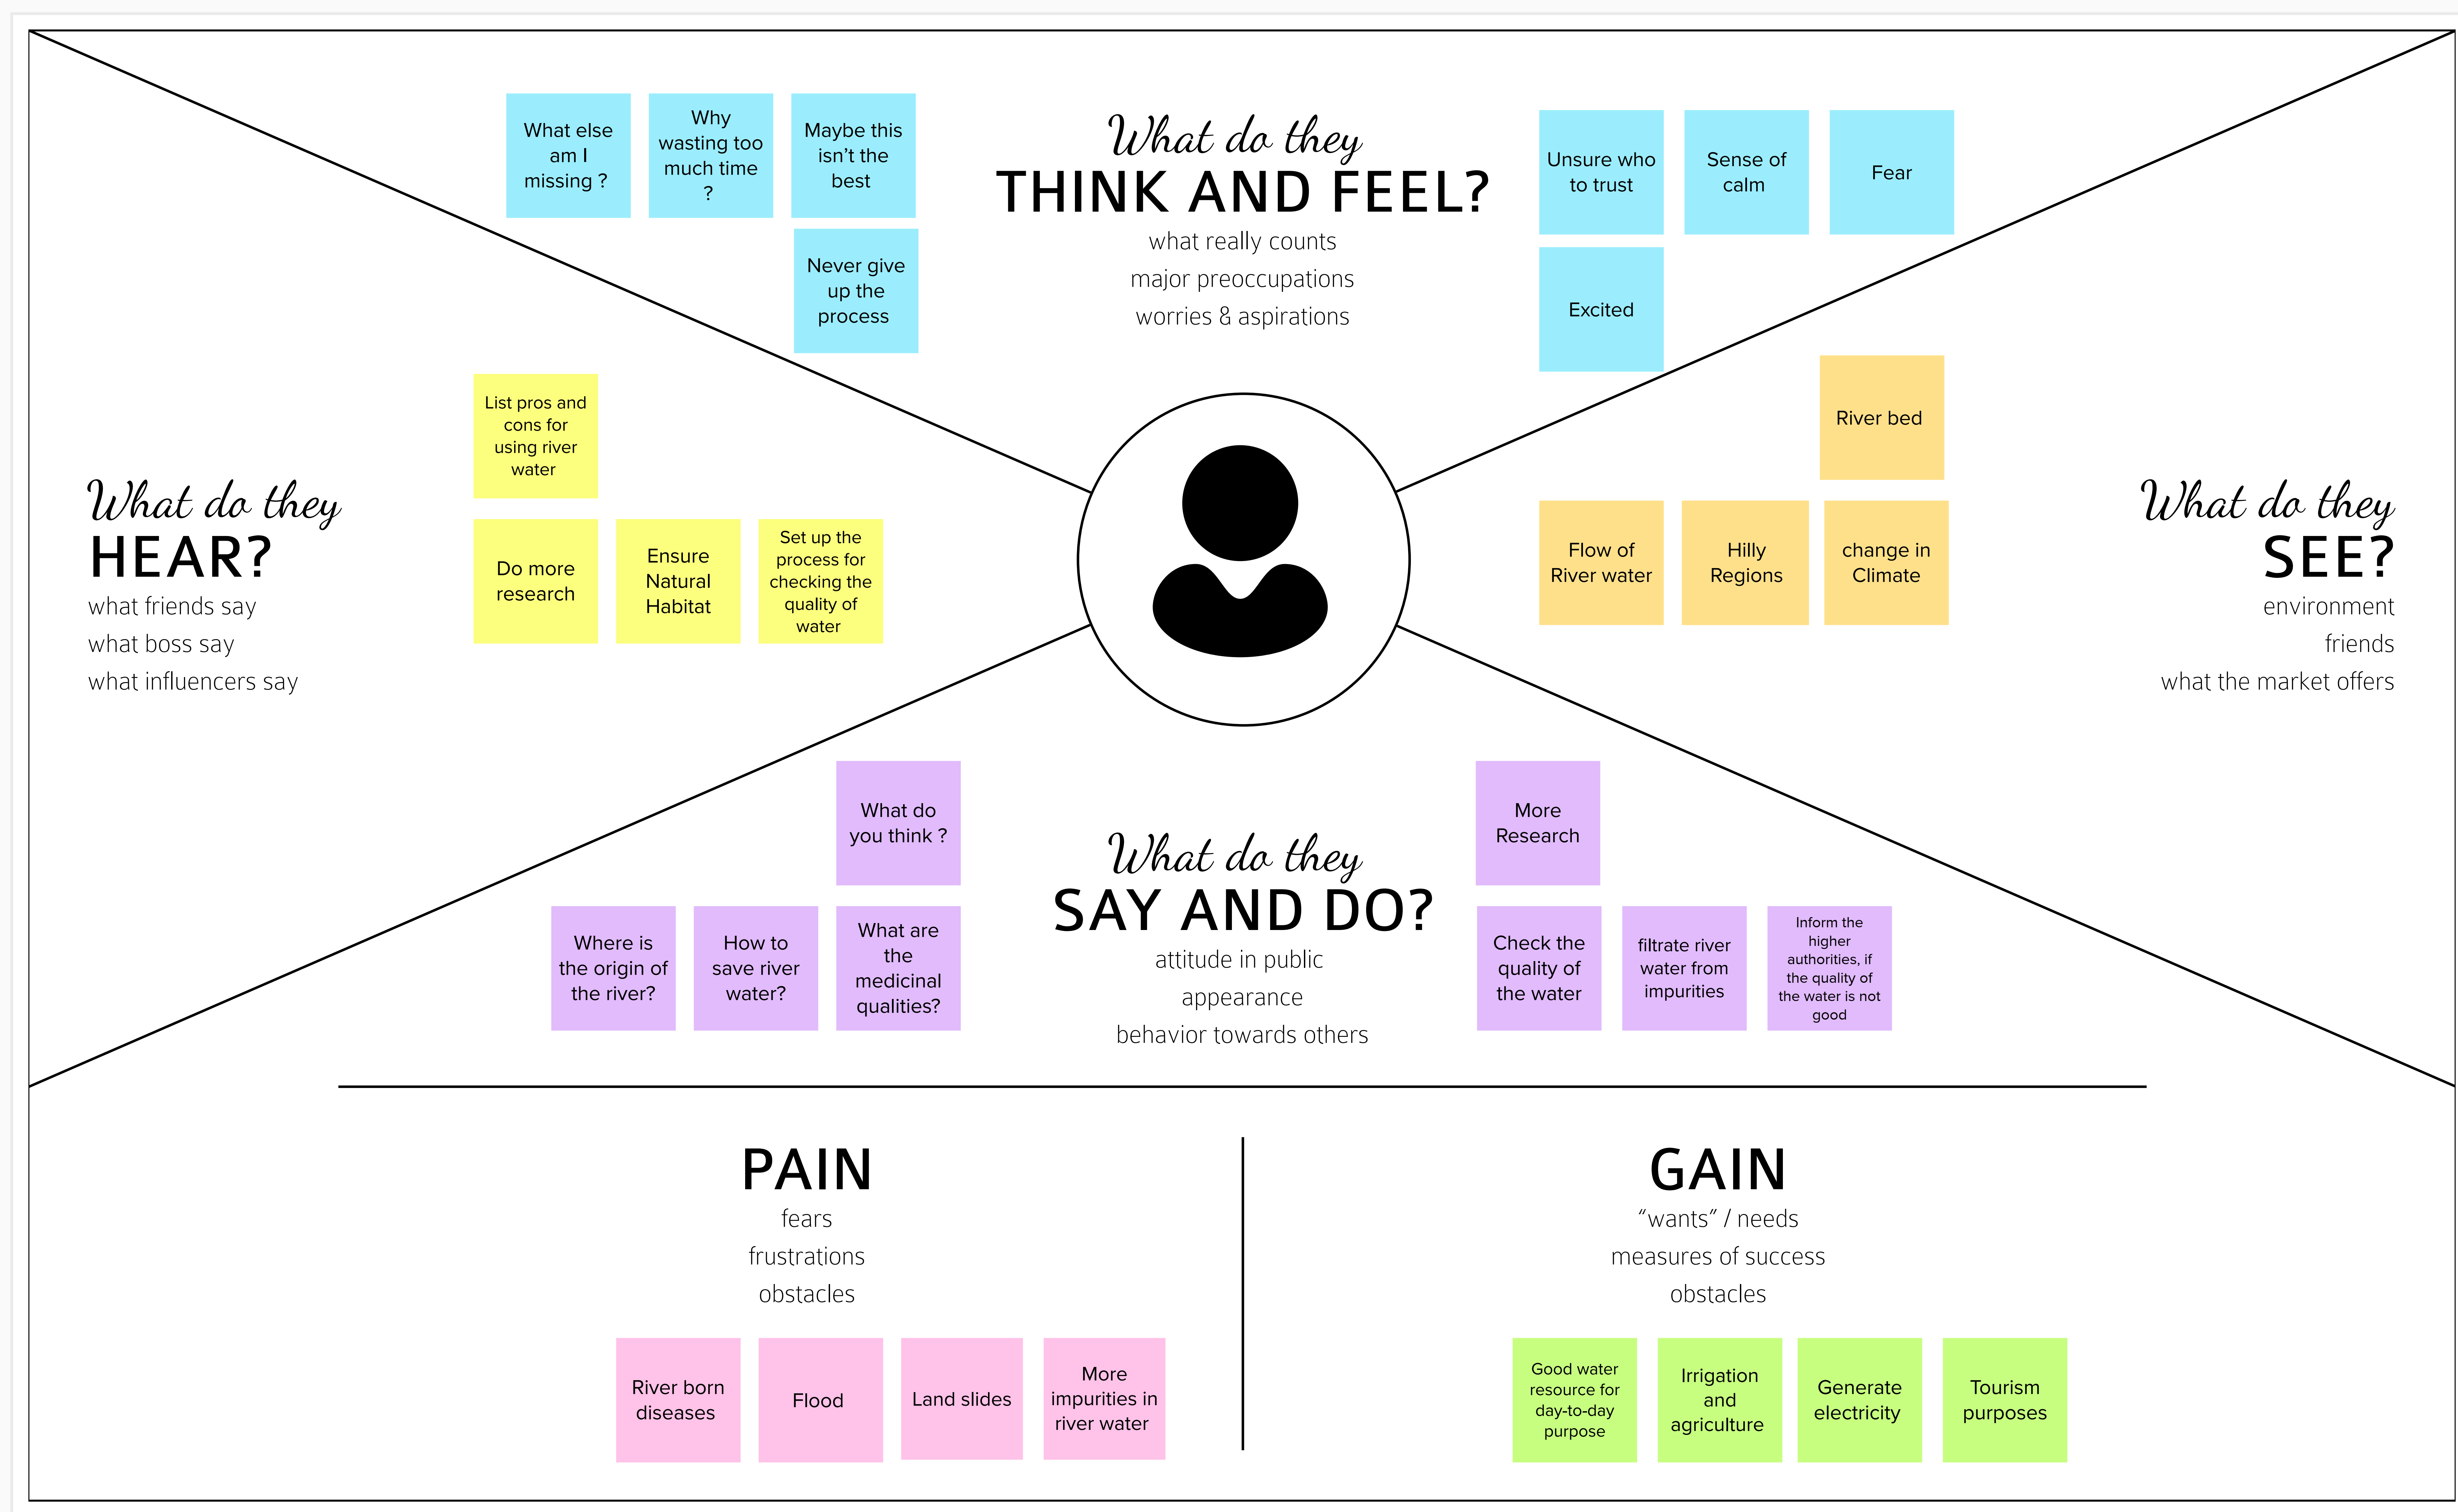 What else
am I
missing ?
Why
wasting too
much time
?
Maybe this
isn't the
best
Never give
up the
process
What do they
THINK AND FEEL?
what really counts
major preoccupations
worries & aspirations
Unsure who
to trust
Sense of
calm
Fear
Excited
What do they
HEAR?
what friends say
what boss say
what influencers say
List pros and
cons for
using river
water
Do more
research
Ensure
Natural
Habitat
Set up the
process for
checking the
quality of
water
River bed
Flow of
River water
Hilly
Regions
change in
Climate
What do they
SEE?
environment
friends
what the market offers
What do
you think ?
Where is
the origin of
the river?
How to
save river
water?
What are
the
medicinal
qualities?
What do they
SAY AND DO?
attitude in public
appearance
behavior towards others
More
Research
Check the
quality of
the water
filtrate river
water from
impurities
Inform the
higher
authorities, if
the quality of
the water is not
good
PAIN
fears
frustrations
obstacles
River born
diseases
Flood
Land slides
More
impurities in
river water
GAIN
“wants” / needs
measures of success
obstacles
Good water
resource for
day-to-day
purpose
Irrigation
and
agriculture
Generate
electricity
Tourism
purposes